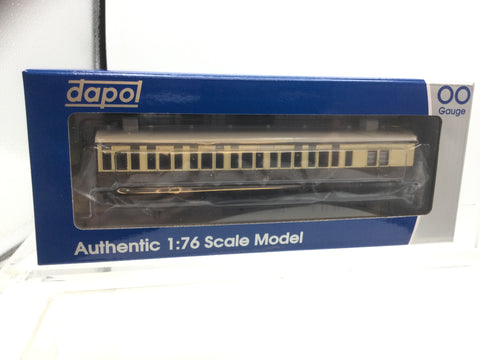 dapol
OO
Gauge
Authentic 1:76 Scale Model